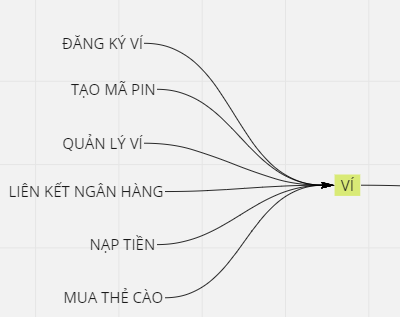 ĐĂNG KÝ VÍ
TẠO MÃ PIN
QUẢN LÝ VÍ
LIÊN KẾT NGÂN HÀNG
VÍ
NẠP TIỀN
MUA THẺ CÀO